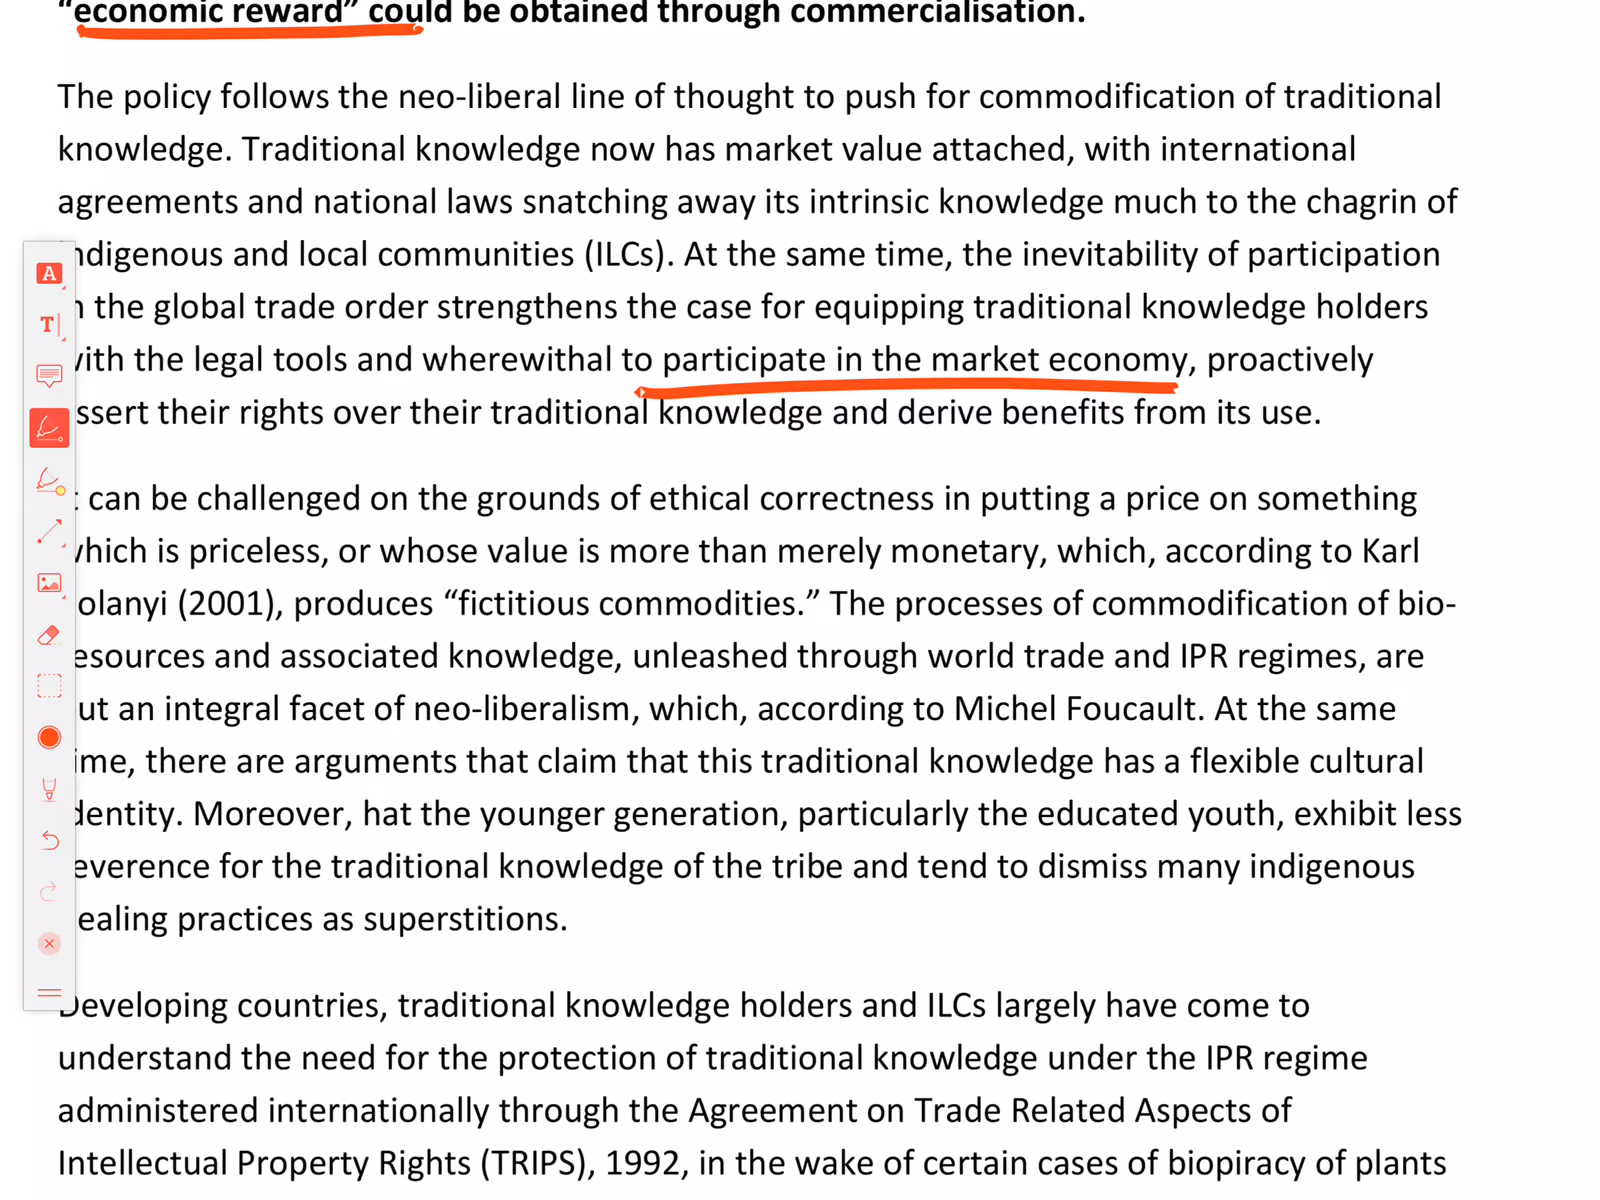 “economic reward” could be obtained through commercialisation.
The policy follows the neo-liberal line of thought to push for commodification of traditional
knowledge. Traditional knowledge now has market value attached, with international
agreements and national laws snatching away its intrinsic knowledge much to the chagrin of
ndigenous and local communities (ILCs). At the same time, the inevitability of participation
n the global trade order strengthens the case for equipping traditional knowledge holders
with the legal tools and wherewithal to participate in the market economy, proactively
ssert their rights over their traditional knowledge and derive benefits from its use.
can be challenged on the grounds of ethical correctness in putting a price on something
which is priceless, or whose value is more than merely monetary, which, according to Karl
olanyi (2001), produces “fictitious commodities.” The processes of commodification of bio-
esources and associated knowledge, unleashed through world trade and IPR regimes, are
ut an integral facet of neo-liberalism, which, according to Michel Foucault. At the same
ime, there are arguments that claim that this traditional knowledge has a flexible cultural
dentity. Moreover, hat the younger generation, particularly the educated youth, exhibit less
everence for the traditional knowledge of the tribe and tend to dismiss many indigenous
ealing practices as superstitions.
Developing countries, traditional knowledge holders and ILCs largely have come to
understand the need for the protection of traditional knowledge under the IPR regime
administered internationally through the Agreement on Trade Related Aspects of
Intellectual Property Rights (TRIPS), 1992, in the wake of certain cases of biopiracy of plants